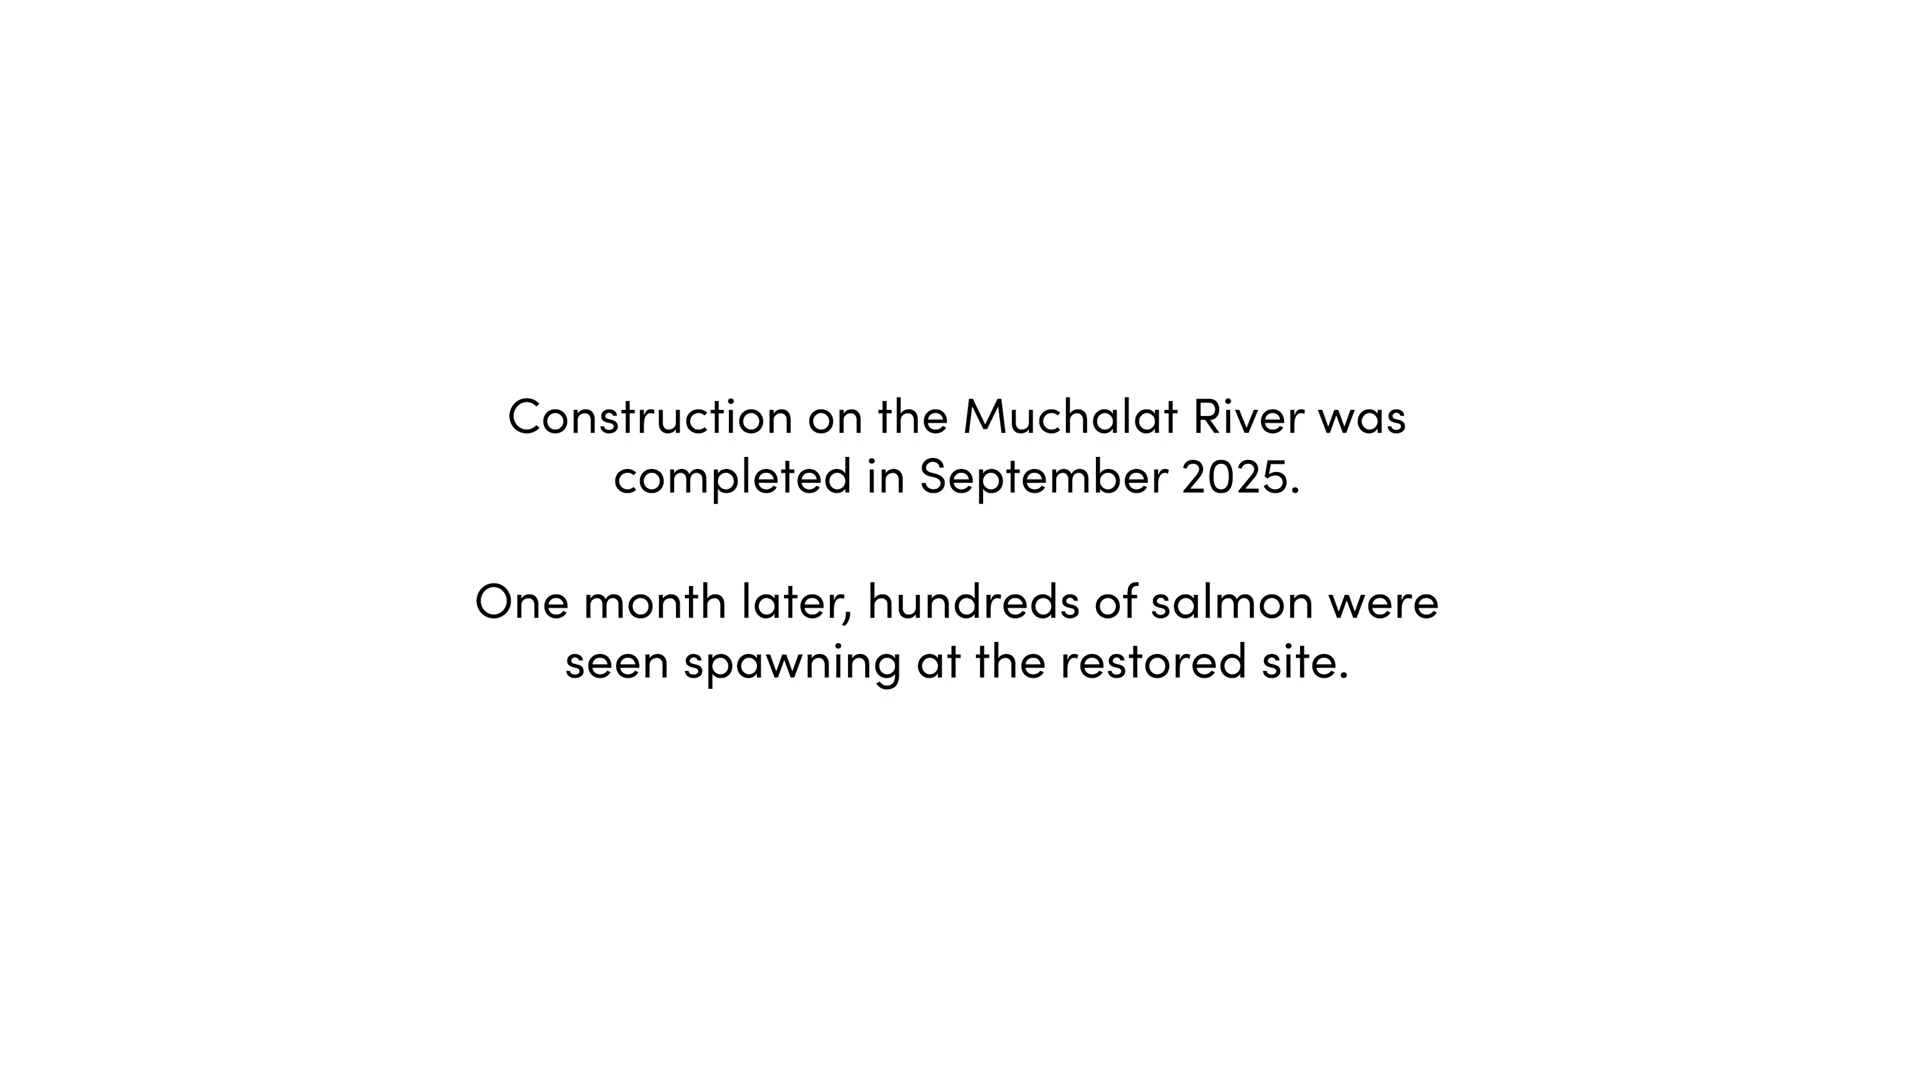 Construction on the Muchalat River was
completed in September 2025.
One month later, hundreds of salmon were
seen spawning at the restored site.